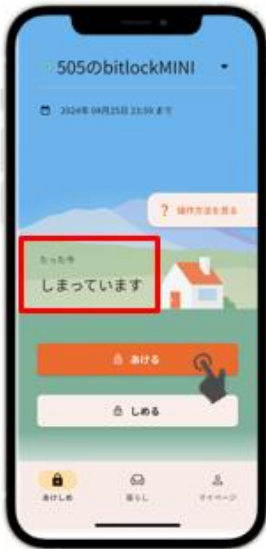 505のbitlockMINI
2024年04月25日 23:59 まで
? 操作方法を見る
たった今
しまっています
あける
しめる
あけしめ
暮らし
マイページ